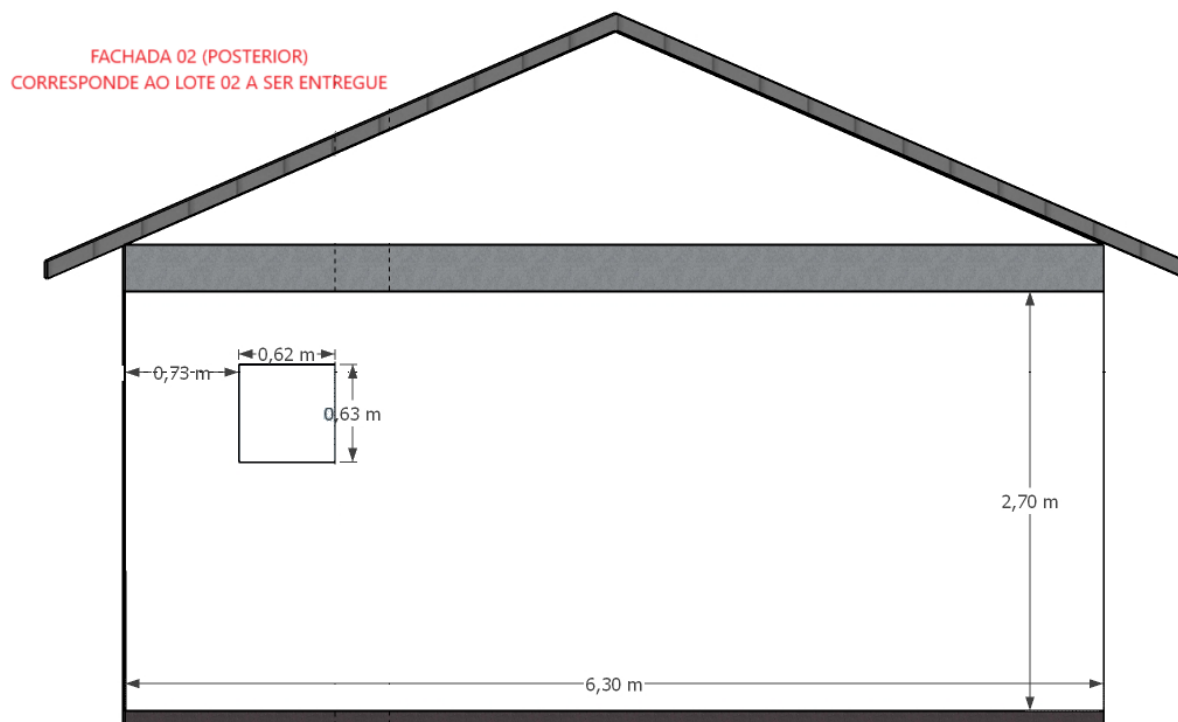 FACHADA 02 (POSTERIOR)
CORRESPONDE AO LOTE 02 A SER ENTREGUE
0,62 m
0,73 m
0,63 m
2,70 m
6,30 m